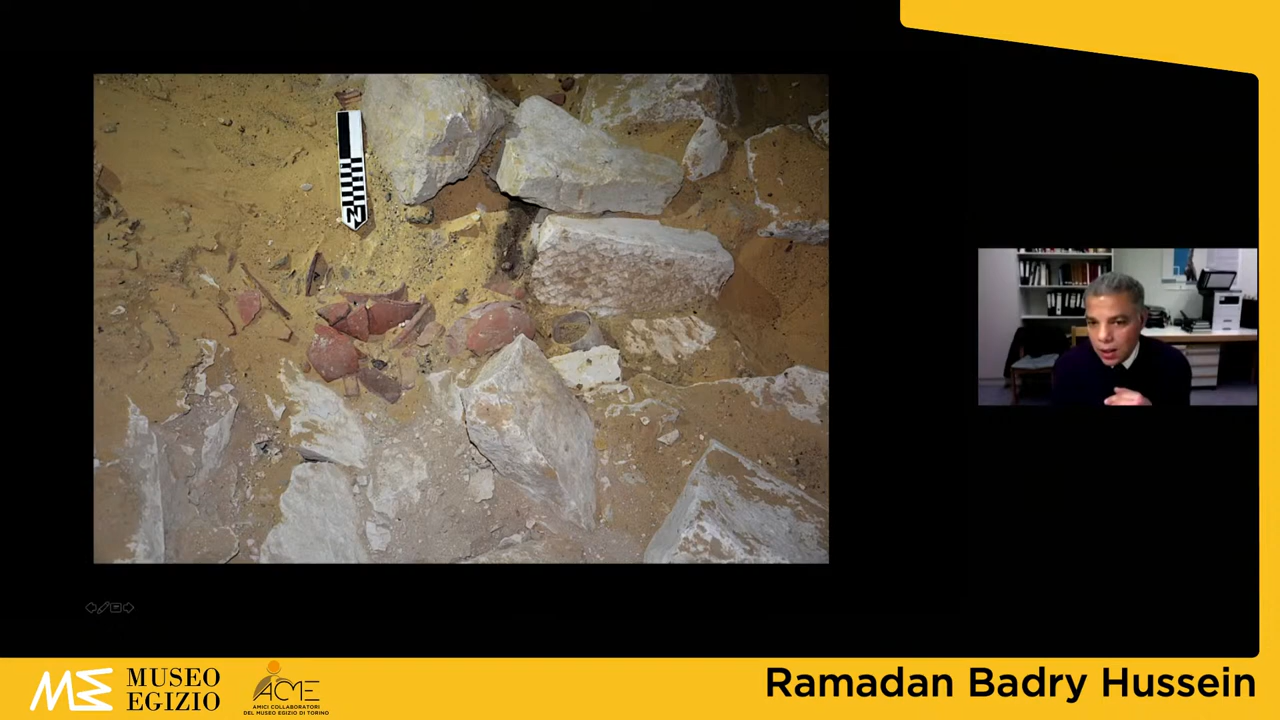 N
MUSEO
EGIZIO
ACME
AMICI COLLABORATORI
DEL MUSEO EGIZIO DI TORINO
Ramadan Badry Hussein